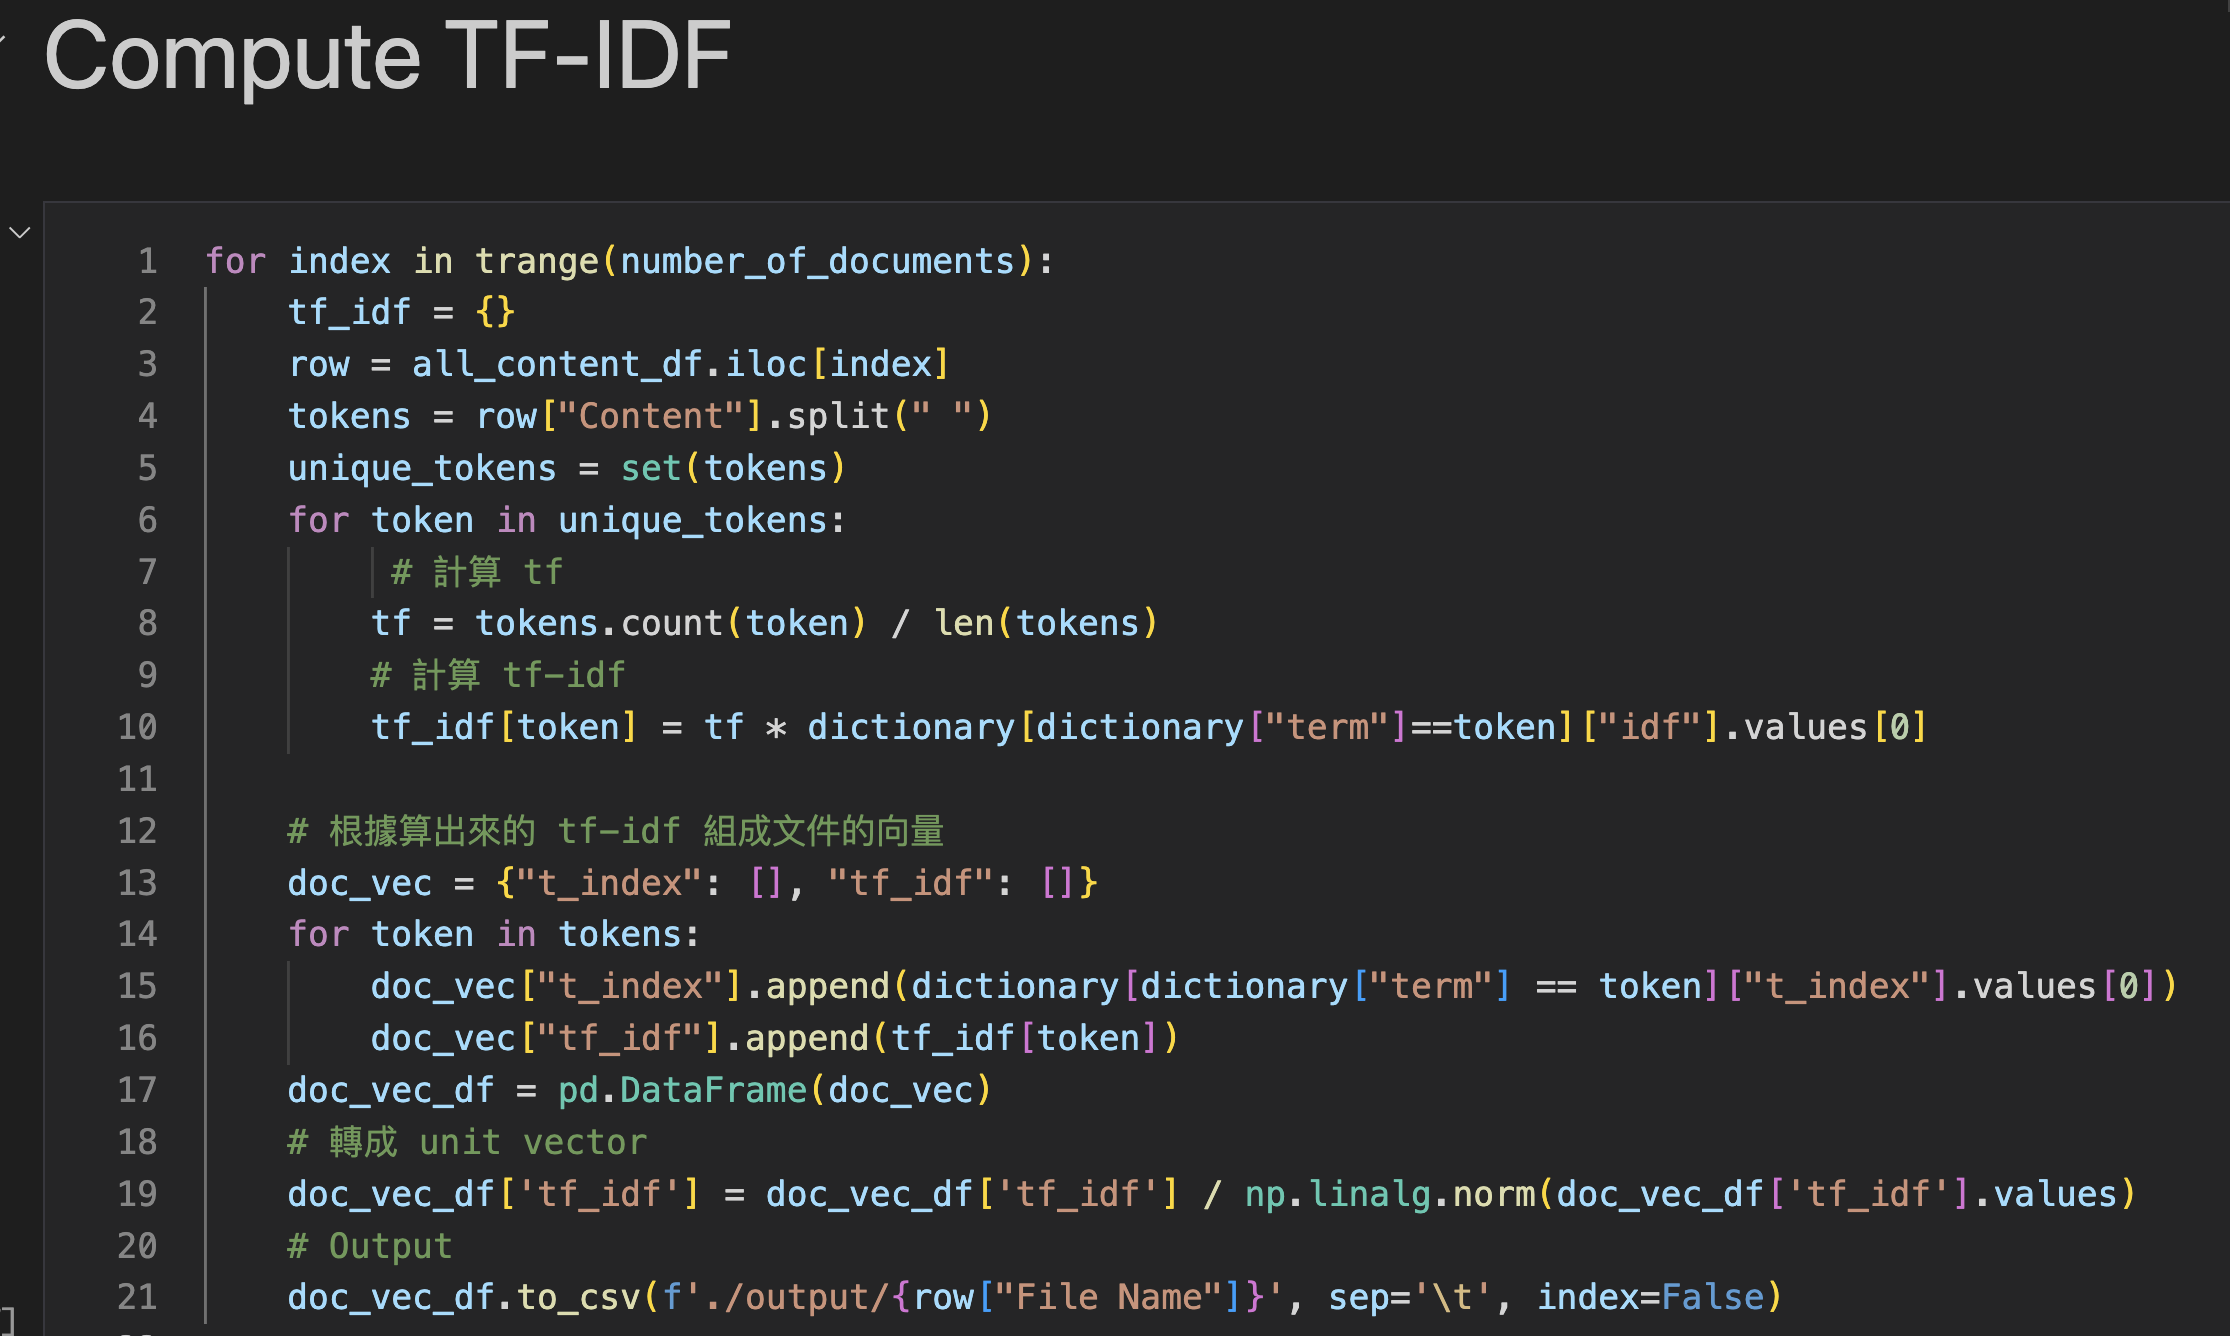 Compute TF-IDF
1 for index in trange(number_of_documents):
2     tf_idf = {}
3     row = all_content_df.iloc[index]
4     tokens = row["Content"].split(" ")
5     unique_tokens = set(tokens)
6     for token in unique_tokens:
7          # 計算 tf
8         tf = tokens.count(token) / len(tokens)
9         # 計算 tf-idf
10         tf_idf[token] = tf * dictionary[dictionary["term"]==token]["idf"].values[0]
11
12     # 根據算出來的 tf-idf 組成文件的向量
13     doc_vec = {"t_index": [], "tf_idf": []}
14     for token in tokens:
15         doc_vec["t_index"].append(dictionary[dictionary["term"] == token]["t_index"].values[0])
16         doc_vec["tf_idf"].append(tf_idf[token])
17     doc_vec_df = pd.DataFrame(doc_vec)
18     # 轉成 unit vector
19     doc_vec_df['tf_idf'] = doc_vec_df['tf_idf'] / np.linalg.norm(doc_vec_df['tf_idf'].values)
20     # Output
21     doc_vec_df.to_csv(f'./output/{row["File Name"]}', sep='\t', index=False)
]